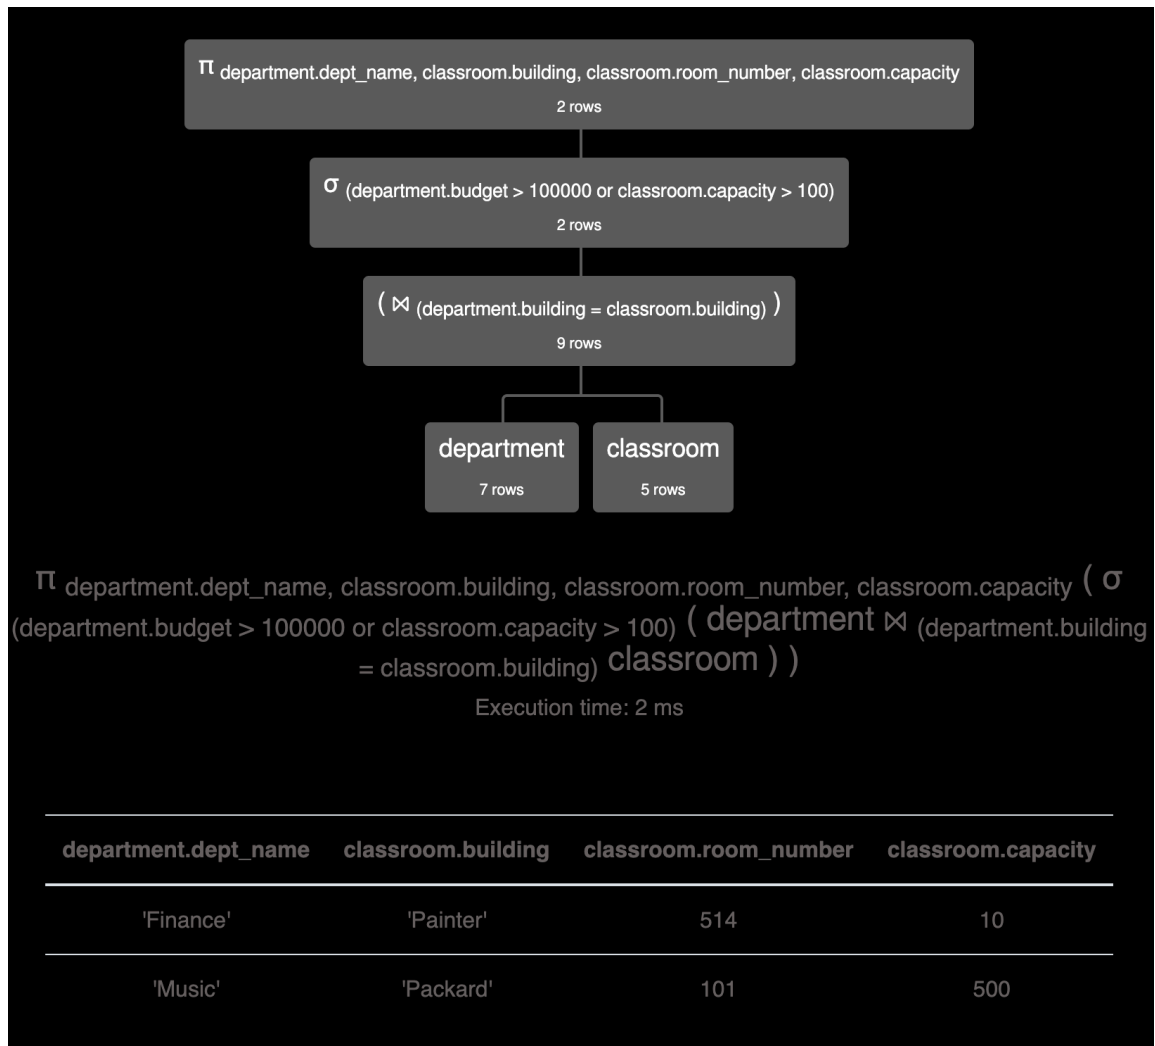 π department.dept_name, classroom.building, classroom.room_number, classroom.capacity
2 rows
σ (department.budget > 100000 or classroom.capacity > 100)
2 rows
( ⋈ (department.building = classroom.building) )
9 rows
department classroom
7 rows 5 rows
π department.dept_name, classroom.building, classroom.room_number, classroom.capacity ( σ
(department.budget > 100000 or classroom.capacity > 100) ( department ⋈ (department.building
= classroom.building) classroom ) )
Execution time: 2 ms
department.dept_name classroom.building classroom.room_number classroom.capacity
'Finance' 'Painter' 514 10
'Music' 'Packard' 101 500